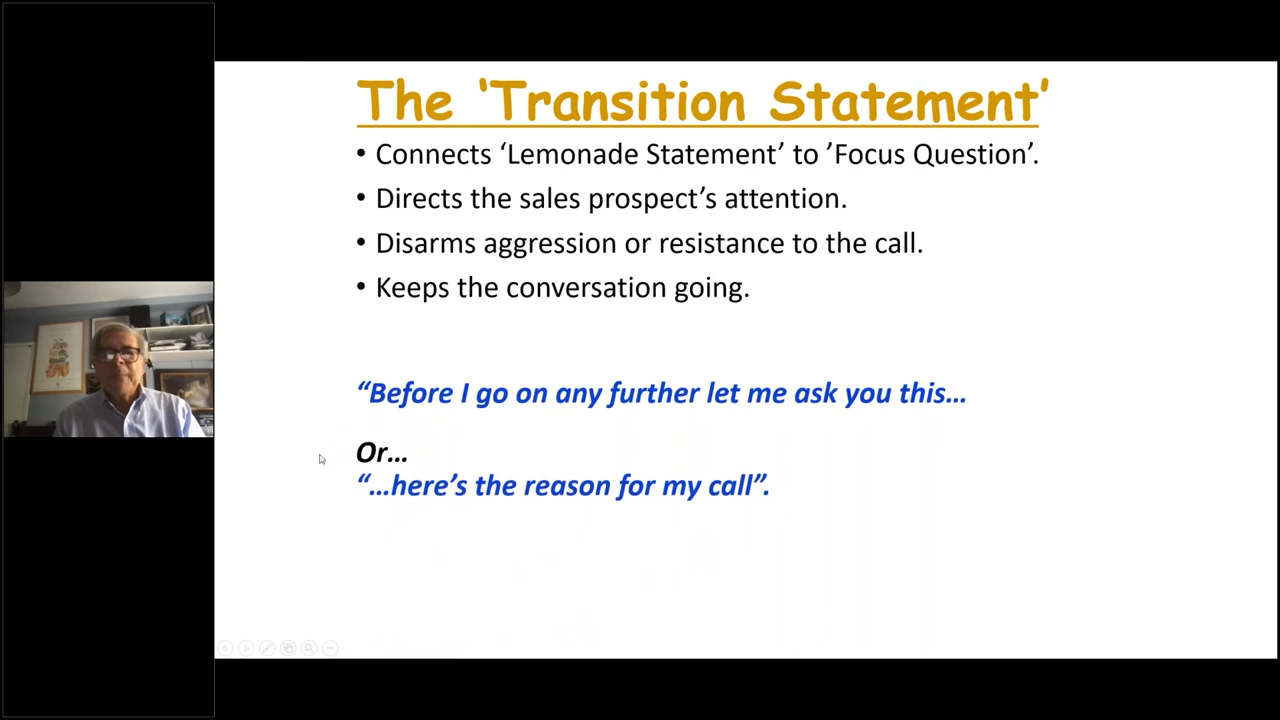 The ‘Transition Statement’
• Connects ‘Lemonade Statement’ to ’Focus Question’.
• Directs the sales prospect’s attention.
• Disarms aggression or resistance to the call.
• Keeps the conversation going.
“Before I go on any further let me ask you this…
Or…
“…here’s the reason for my call”.